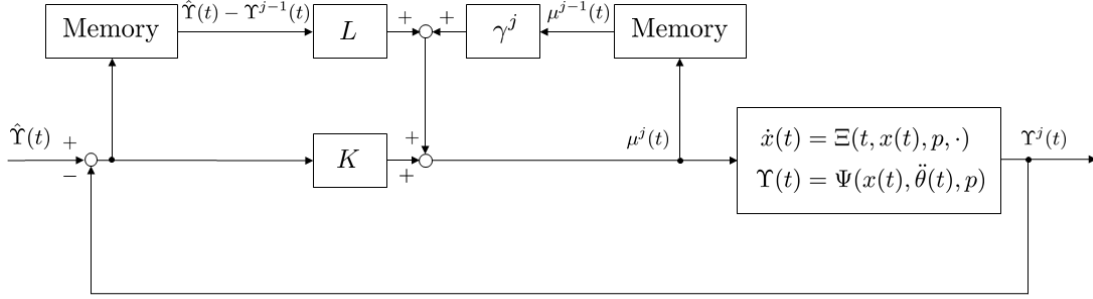 Memory
Υ̂(t) − Υ^{j−1}(t)
L
+
+
γ^j
μ^{j−1}(t)
Memory
Υ̂(t)
+
−
K
+
+
μ^j(t)
ẋ(t) = Ξ(t, x(t), p, ·)
Υ(t) = Ψ(x(t), θ̈(t), p)
Υ^j(t)